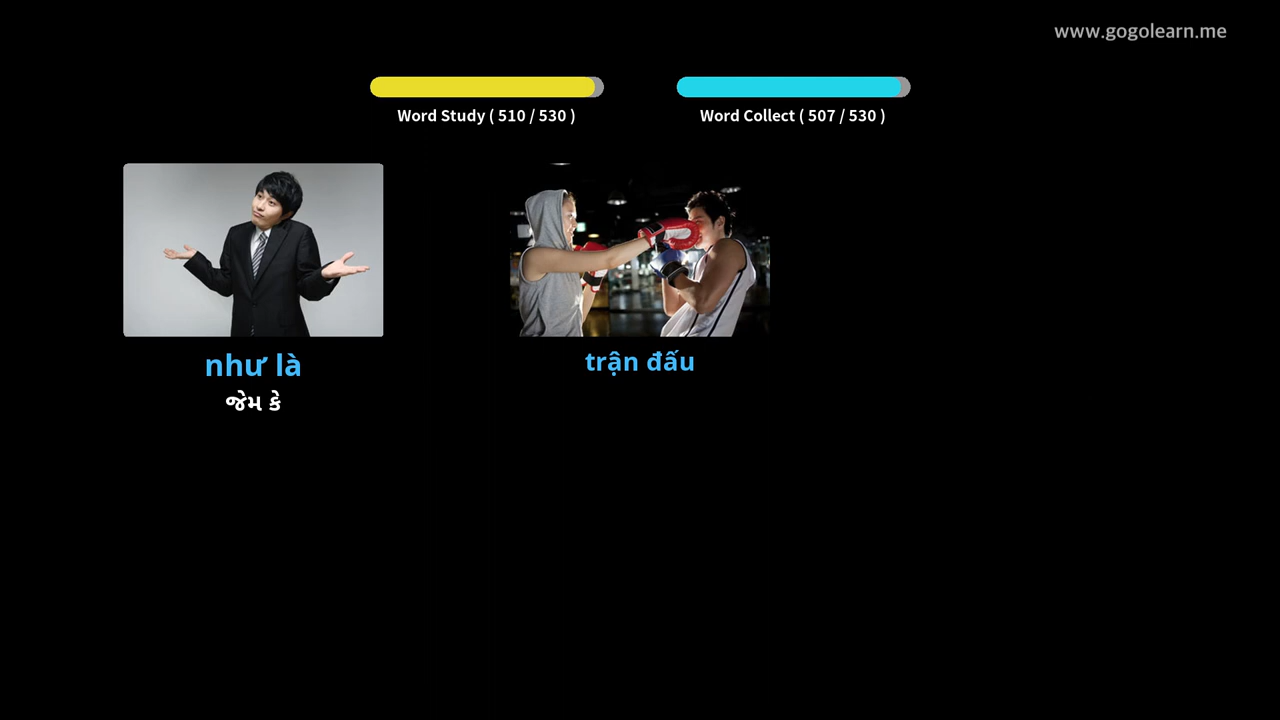 www.gogolearn.me
Word Study ( 510 / 530 )
Word Collect ( 507 / 530 )
như là
જેમ કે
trận đấu